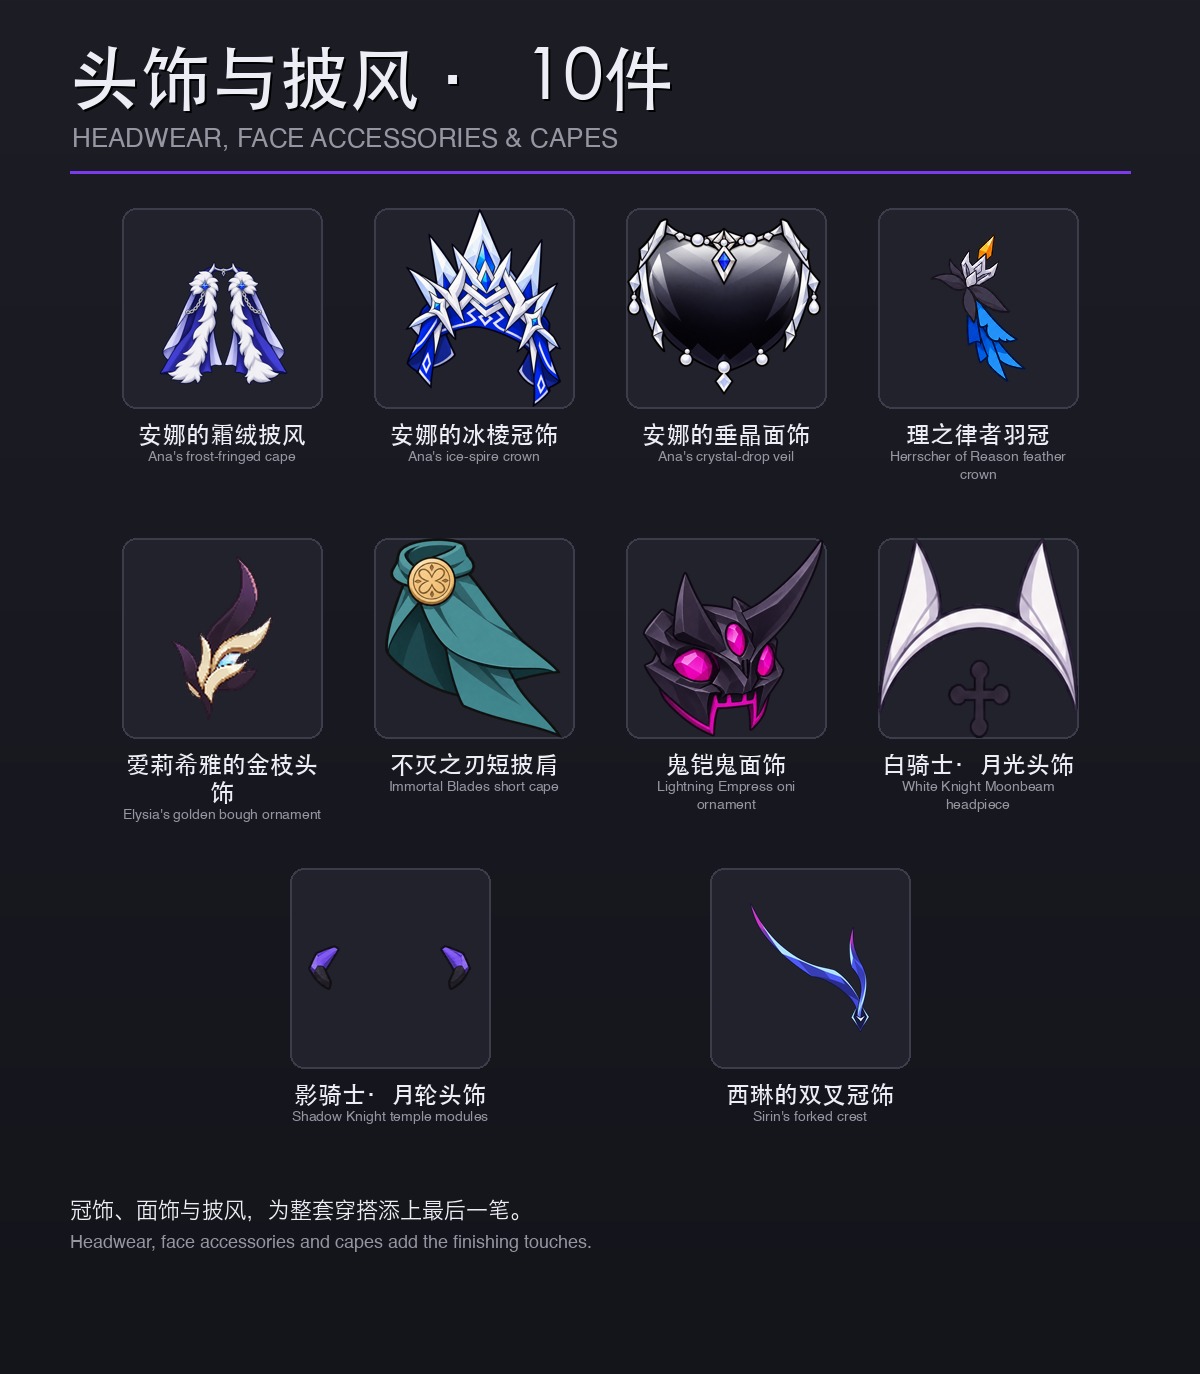 头饰与披风 · 10件
HEADWEAR, FACE ACCESSORIES & CAPES
安娜的霜绒披风
Ana's frost-fringed cape
安娜的冰棱冠饰
Ana's ice-spire crown
安娜的垂晶面饰
Ana's crystal-drop veil
理之律者羽冠
Herrscher of Reason feather
crown
爱莉希雅的金枝头
饰
Elysia's golden bough ornament
不灭之刃短披肩
Immortal Blades short cape
鬼铠鬼面饰
Lightning Empress oni
ornament
白骑士· 月光头饰
White Knight Moonbeam
headpiece
影骑士· 月轮头饰
Shadow Knight temple modules
西琳的双叉冠饰
Sirin's forked crest
冠饰、面饰与披风，为整套穿搭添上最后一笔。
Headwear, face accessories and capes add the finishing touches.